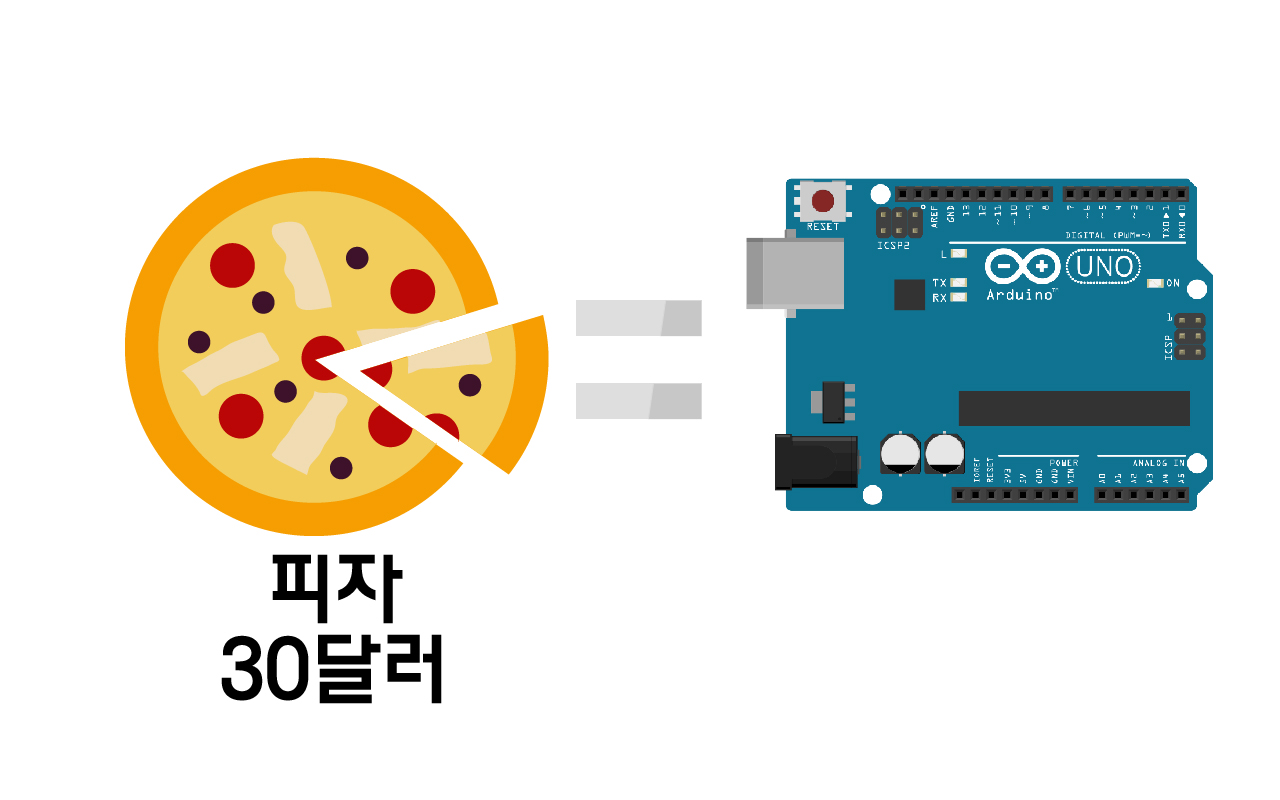 피자
30달러
RESET
ICSP2
AREF
GND
13
12
~11
~10
~9
8
7
~6
~5
4
~3
2
TX0▶1
RX0◀0
DIGITAL (PWM=~)
L
TX
RX
Arduino™
UNO
ON
1
ICSP
IOREF
RESET
3V3
5V
GND
GND
VIN
POWER
ANALOG IN
A0
A1
A2
A3
A4
A5